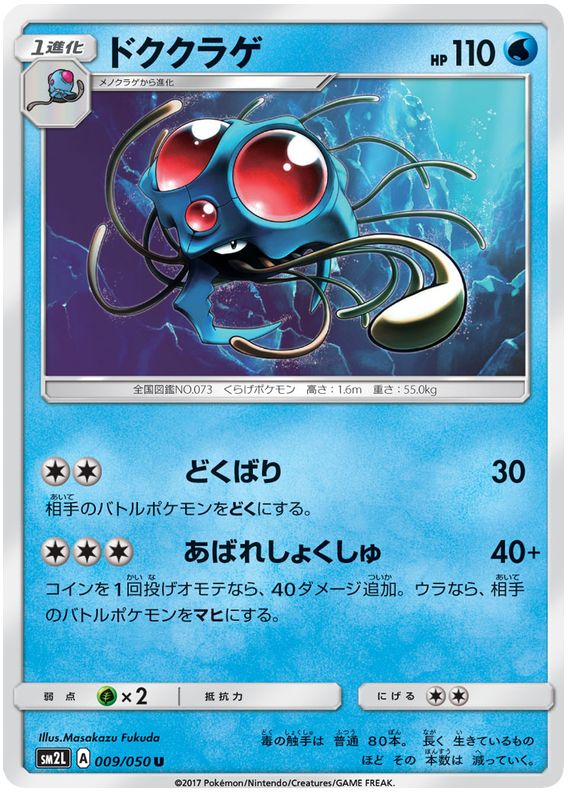 1進化
ドククラゲ
HP 110
メノクラゲから進化
全国図鑑NO.073 くらげポケモン 高さ：1.6m 重さ：55.0kg
どくばり 30
相手のバトルポケモンをどくにする。
あばれしょくしゅ 40+
コインを1回投げオモテなら、40ダメージ追加。ウラなら、相手
のバトルポケモンをマヒにする。
弱点 ×2 抵抗力 にげる
Illus.Masakazu Fukuda
SM2L A 009/050 U
毒の触手は 普通 80本。長く 生きているもの
ほど その 本数は 減っていく。
©2017 Pokémon/Nintendo/Creatures/GAME FREAK.